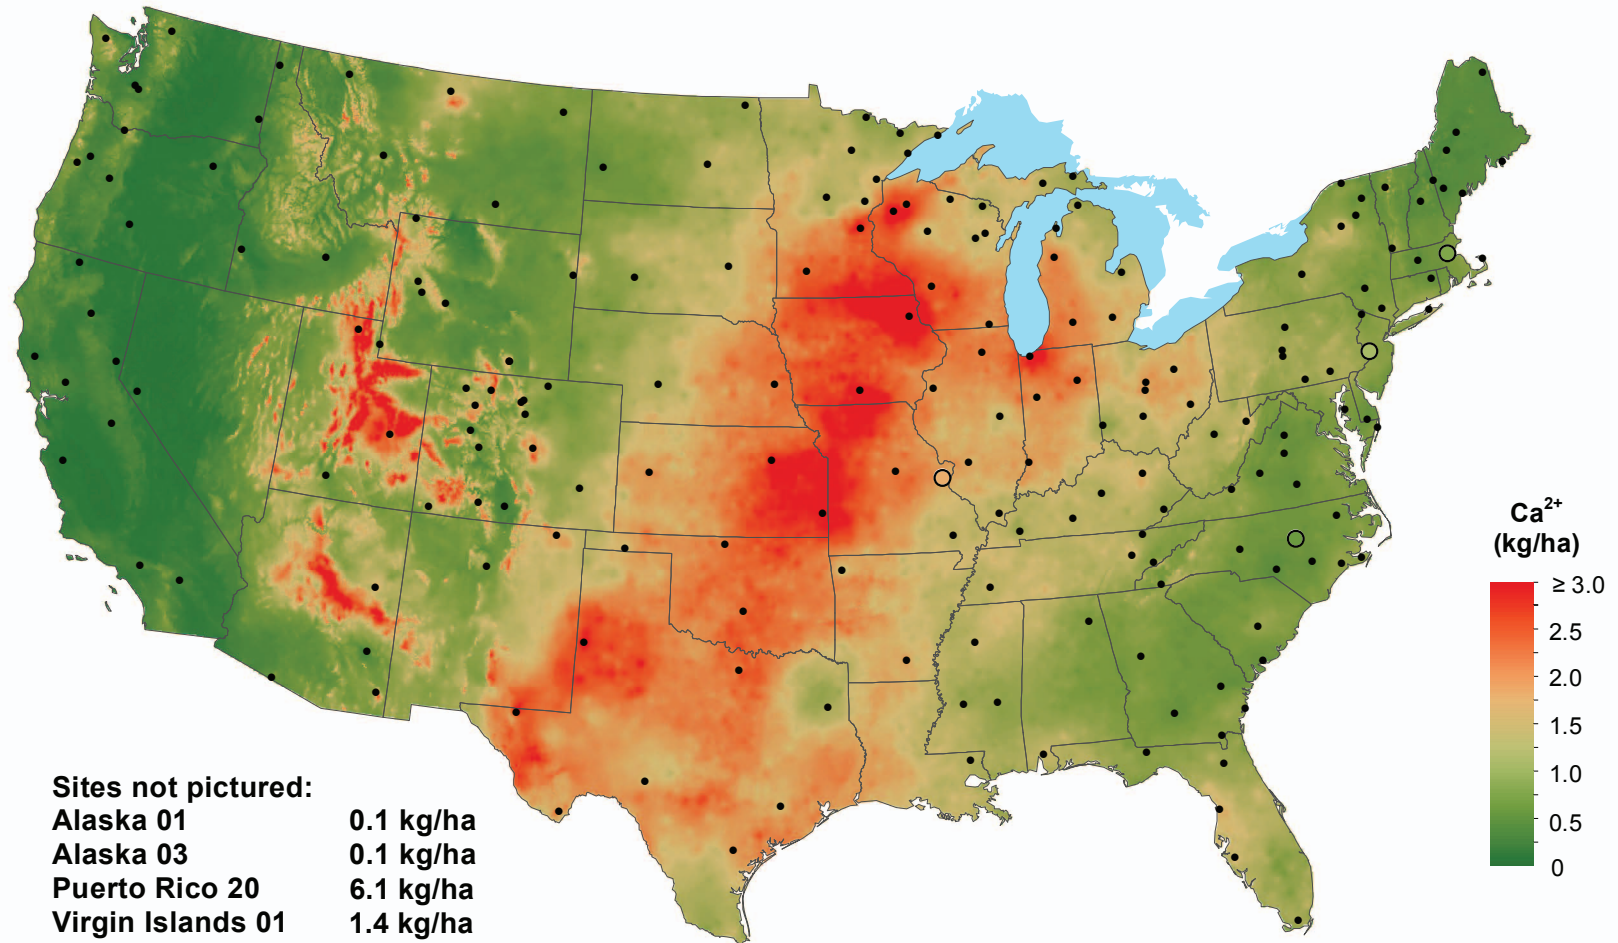 Ca²⁺
(kg/ha)
≥ 3.0
2.5
2.0
1.5
1.0
0.5
0
Sites not pictured:
Alaska 01 0.1 kg/ha
Alaska 03 0.1 kg/ha
Puerto Rico 20 6.1 kg/ha
Virgin Islands 01 1.4 kg/ha